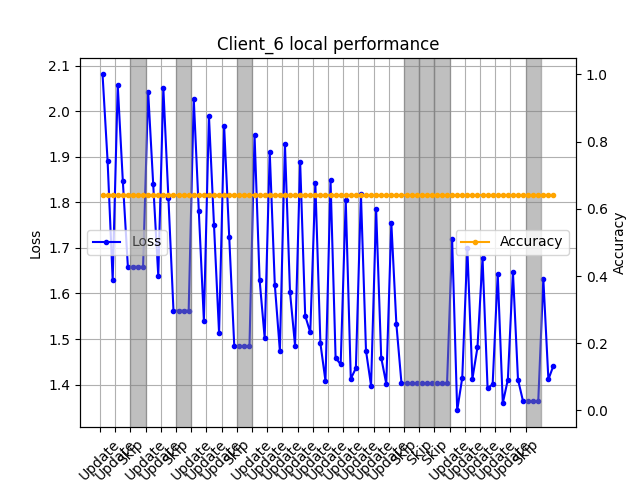 Client_6 local performance
2.1
2.0
1.9
1.8
1.7
1.6
1.5
1.4
Loss
Loss
Accuracy
1.0
0.8
0.6
0.4
0.2
0.0
Accuracy
Update
Update
Skip
Update
Skip
Update
Update
Update
Skip
Update
Update
Update
Update
Update
Update
Update
Update
Update
Skip
Skip
Skip
Update
Update
Update
Update
Update
Skip